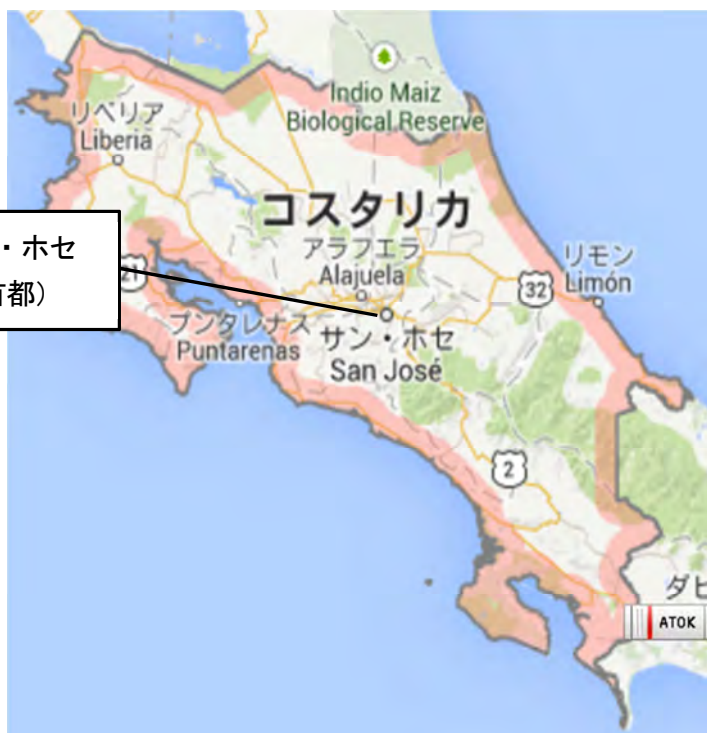 Indio Maiz
Biological Reserve
リベリア
Liberia
コスタリカ
・ホセ
首都）
アラフエラ
Alajuela
リモン
Limón
21
32
プンタレナス
Puntarenas
サン・ホセ
San José
2
ダビ
ATOK